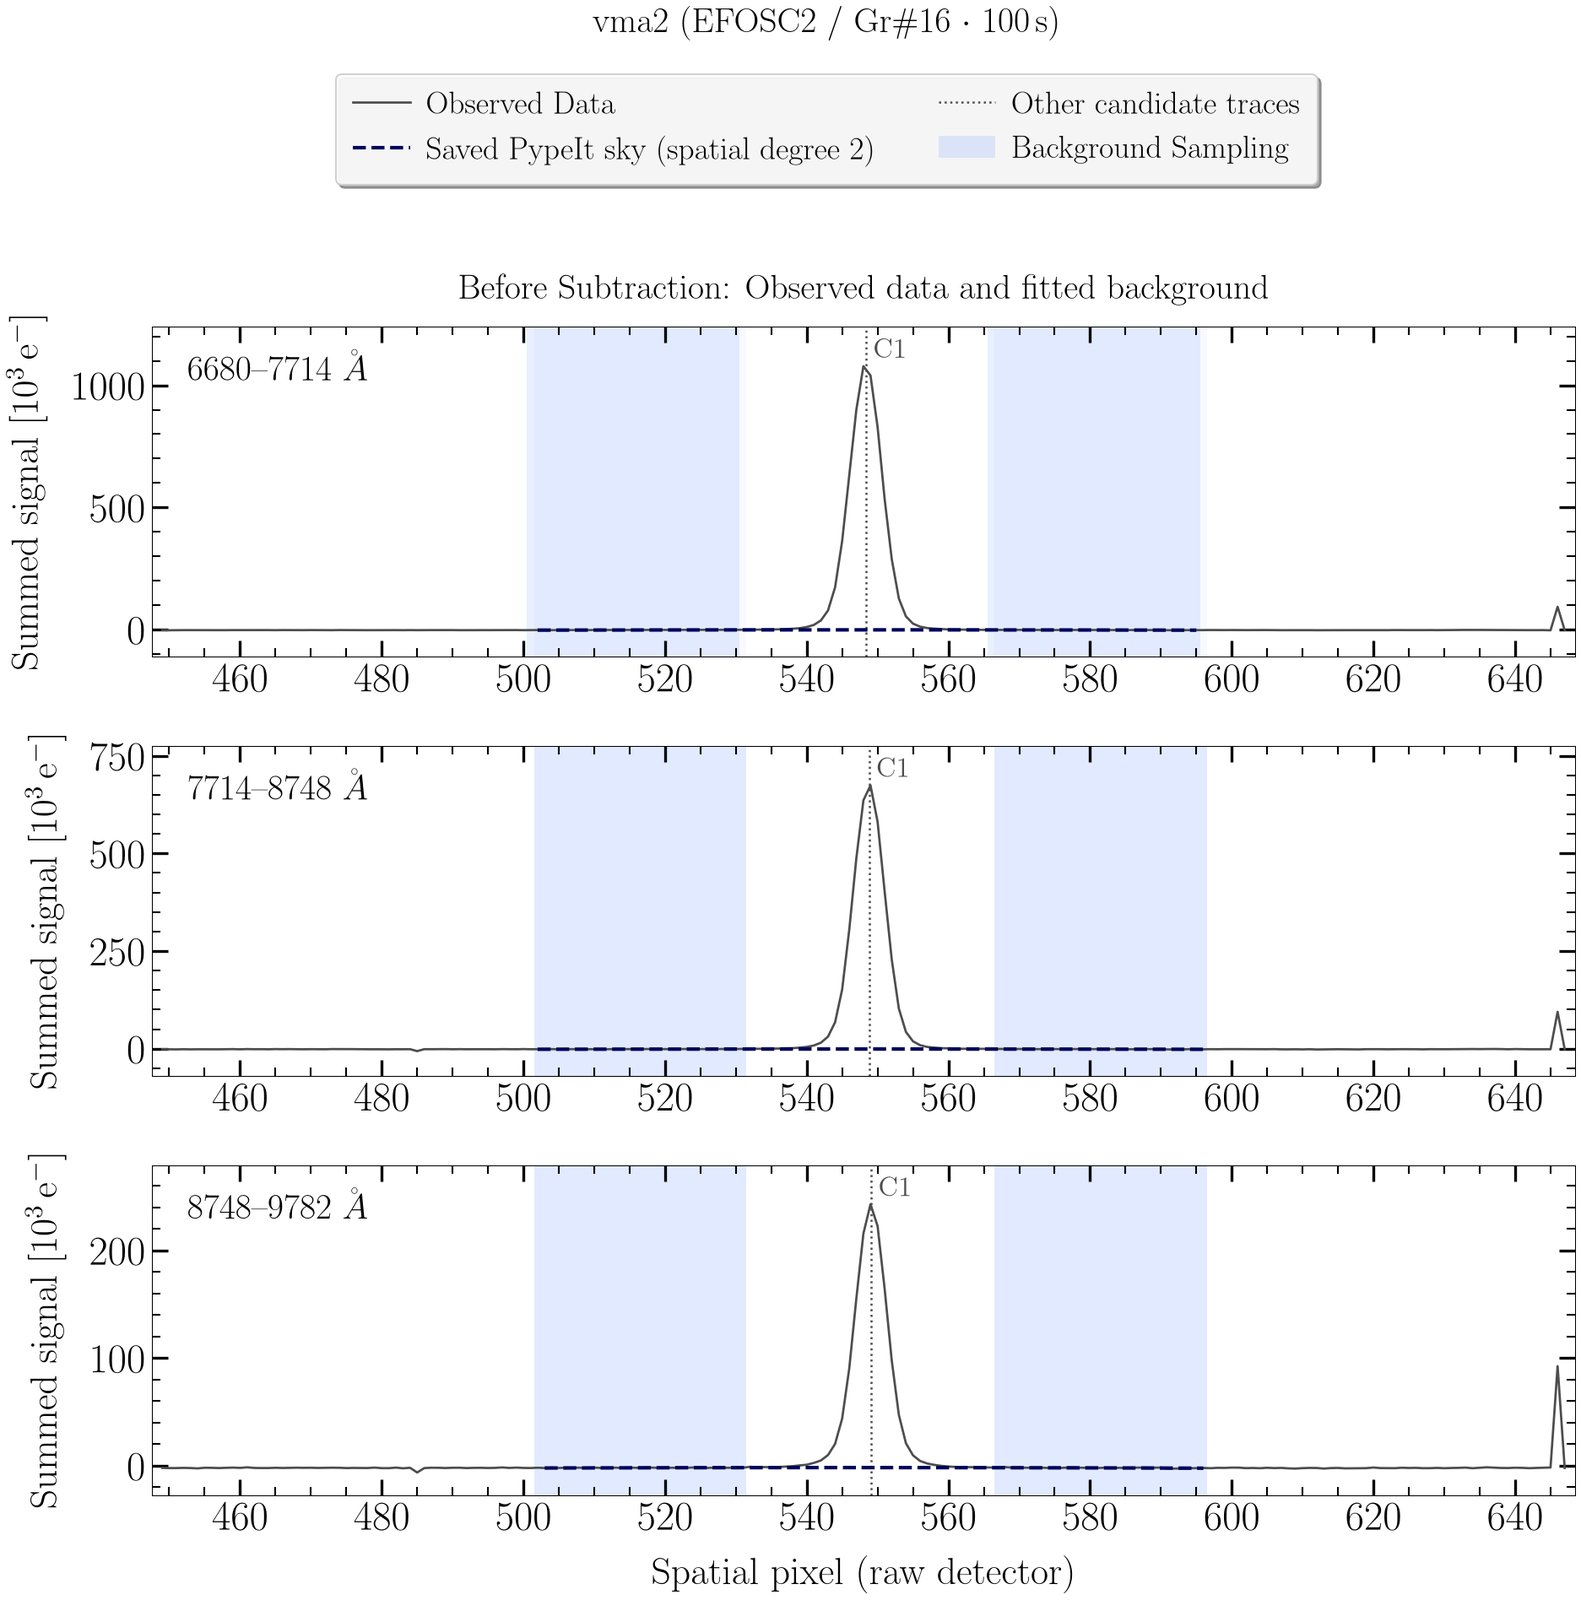 vma2 (EFOSC2 / Gr#16 · 100 s)
Observed Data
Saved PypeIt sky (spatial degree 2)
Other candidate traces
Background Sampling
Before Subtraction: Observed data and fitted background
Summed signal [10³ e⁻]
6680–7714 Å
C1
1000
500
0
460 480 500 520 540 560 580 600 620 640
Summed signal [10³ e⁻]
7714–8748 Å
C1
750
500
250
0
460 480 500 520 540 560 580 600 620 640
Summed signal [10³ e⁻]
8748–9782 Å
C1
200
100
0
460 480 500 520 540 560 580 600 620 640
Spatial pixel (raw detector)